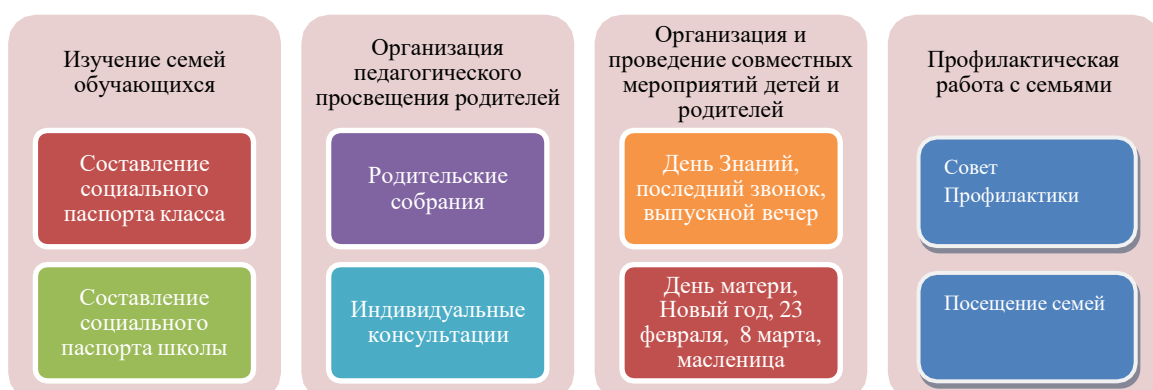 Изучение семей
обучающихся
Составление
социального
паспорта класса
Составление
социального
паспорта школы
Организация
педагогического
просвещения родителей
Родительские
собрания
Индивидуальные
консультации
Организация и
проведение совместных
мероприятий детей и
родителей
День Знаний,
последний звонок,
выпускной вечер
День матери,
Новый год, 23
февраля, 8 марта,
масленица
Профилактическая
работа с семьями
Совет
Профилактики
Посещение семей